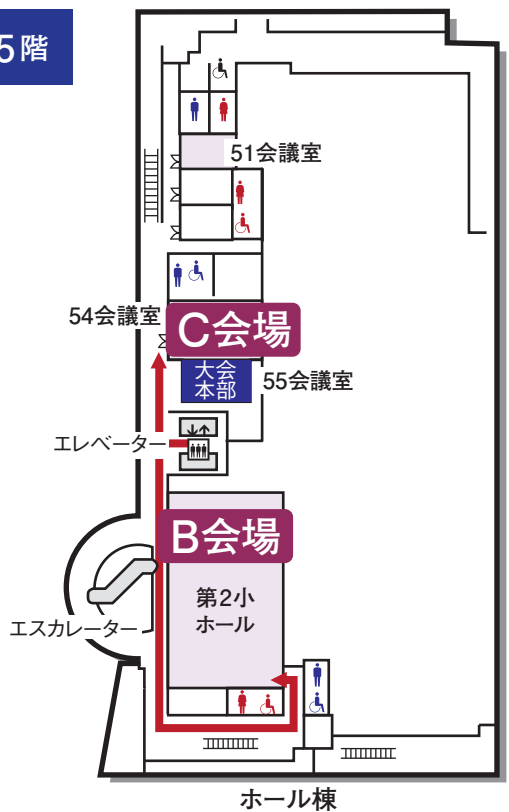 5階
51会議室
54会議室
C会場
大会
本部
55会議室
エレベーター
B会場
第2小
ホール
エスカレーター
ホール棟